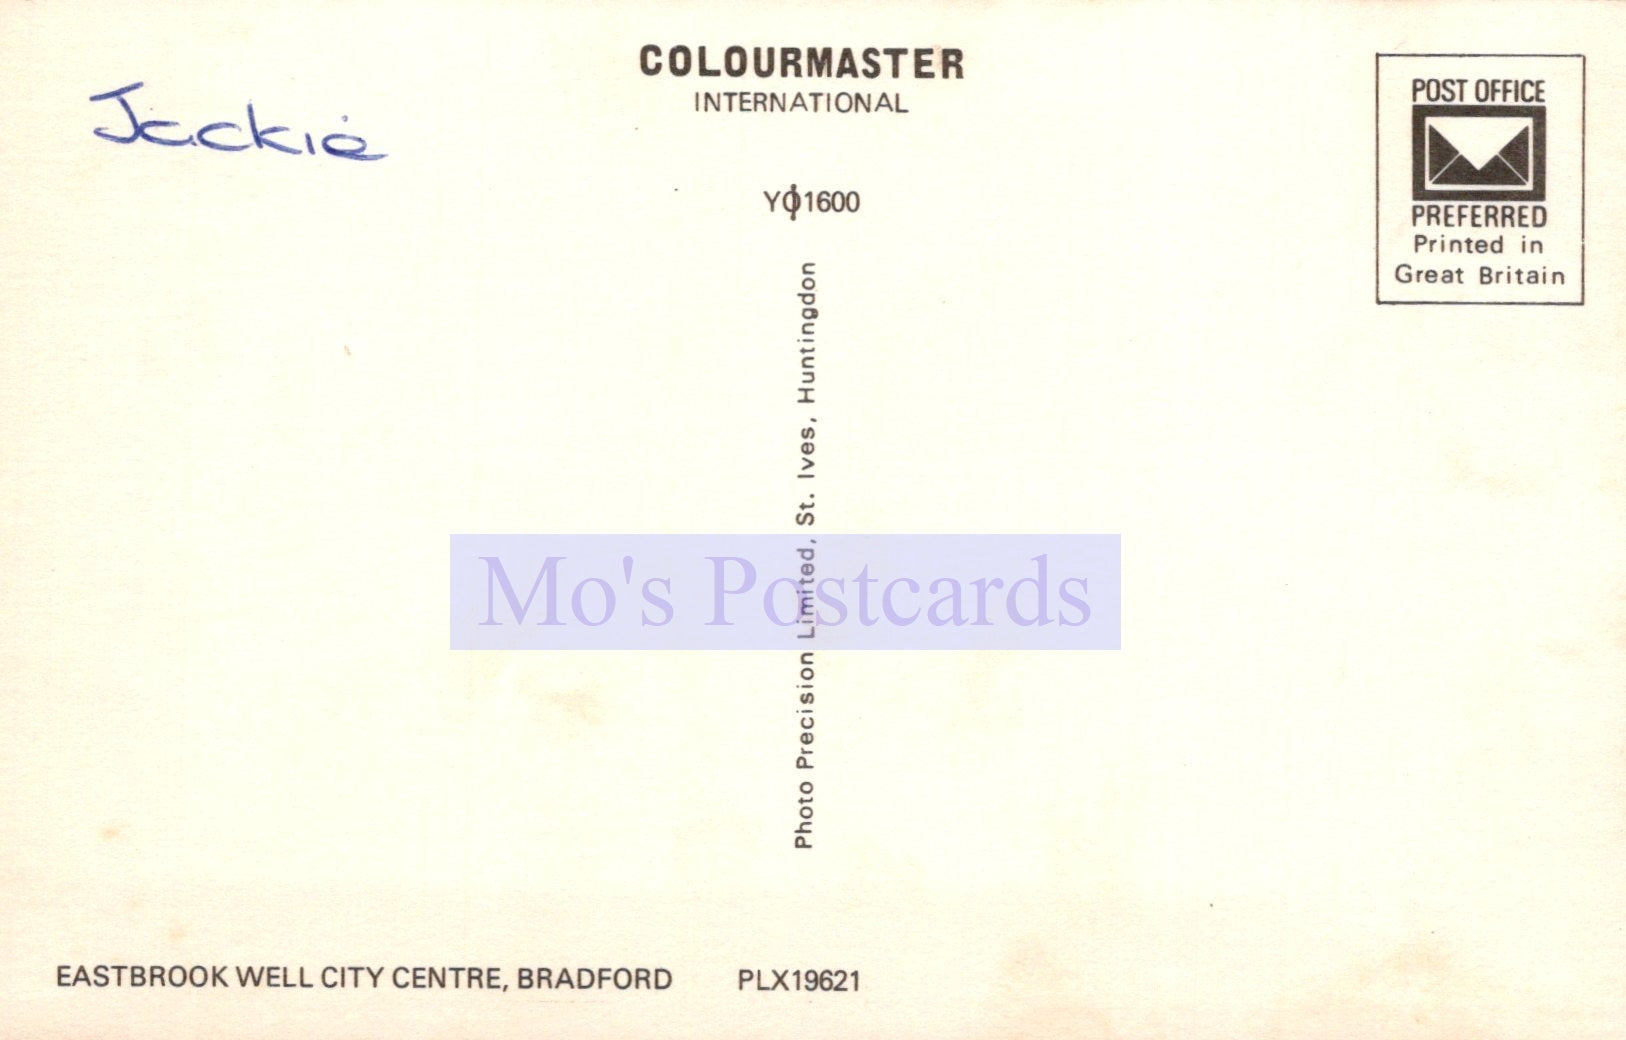 COLOURMASTER
INTERNATIONAL
Jackie
POST OFFICE
PREFERRED
Printed in
Great Britain
YΦ1600
Photo Precision Limited, St. Ives, Huntingdon
Mo's Postcards
EASTBROOK WELL CITY CENTRE, BRADFORD PLX19621